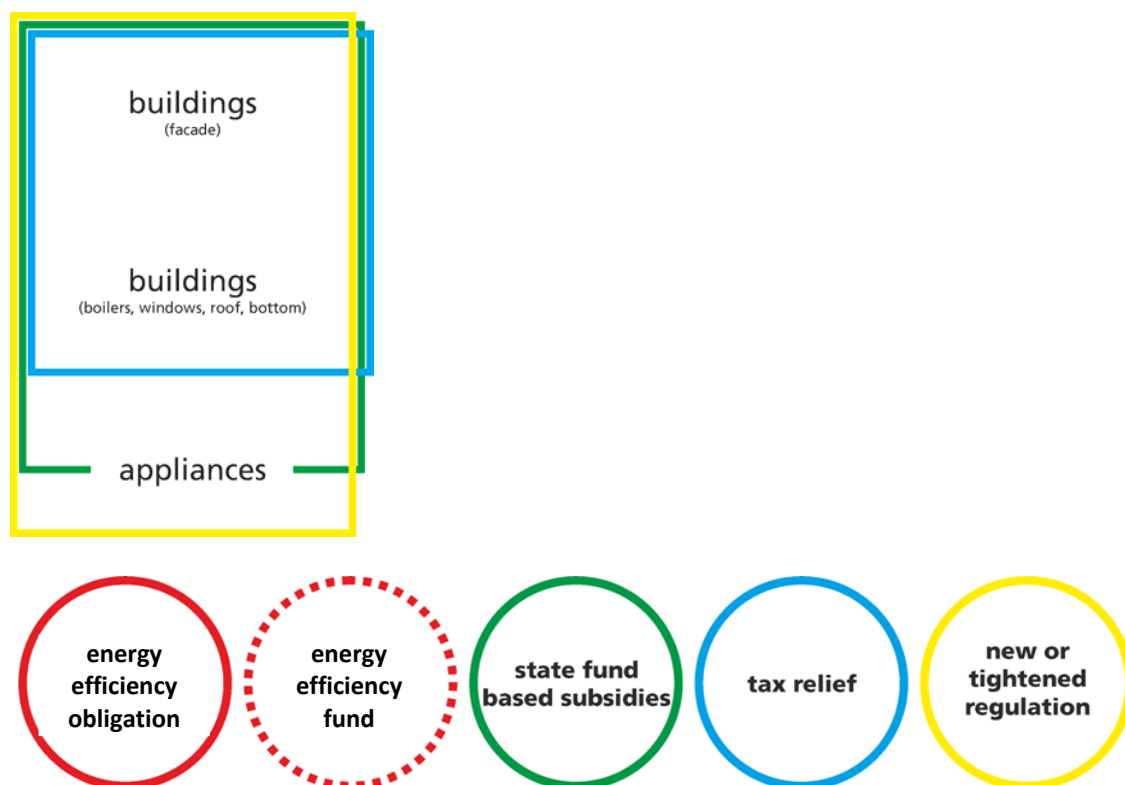 buildings
(facade)
buildings
(boilers, windows, roof, bottom)
appliances
energy
efficiency
obligation
energy
efficiency
fund
state fund
based subsidies
tax relief
new or
tightened
regulation